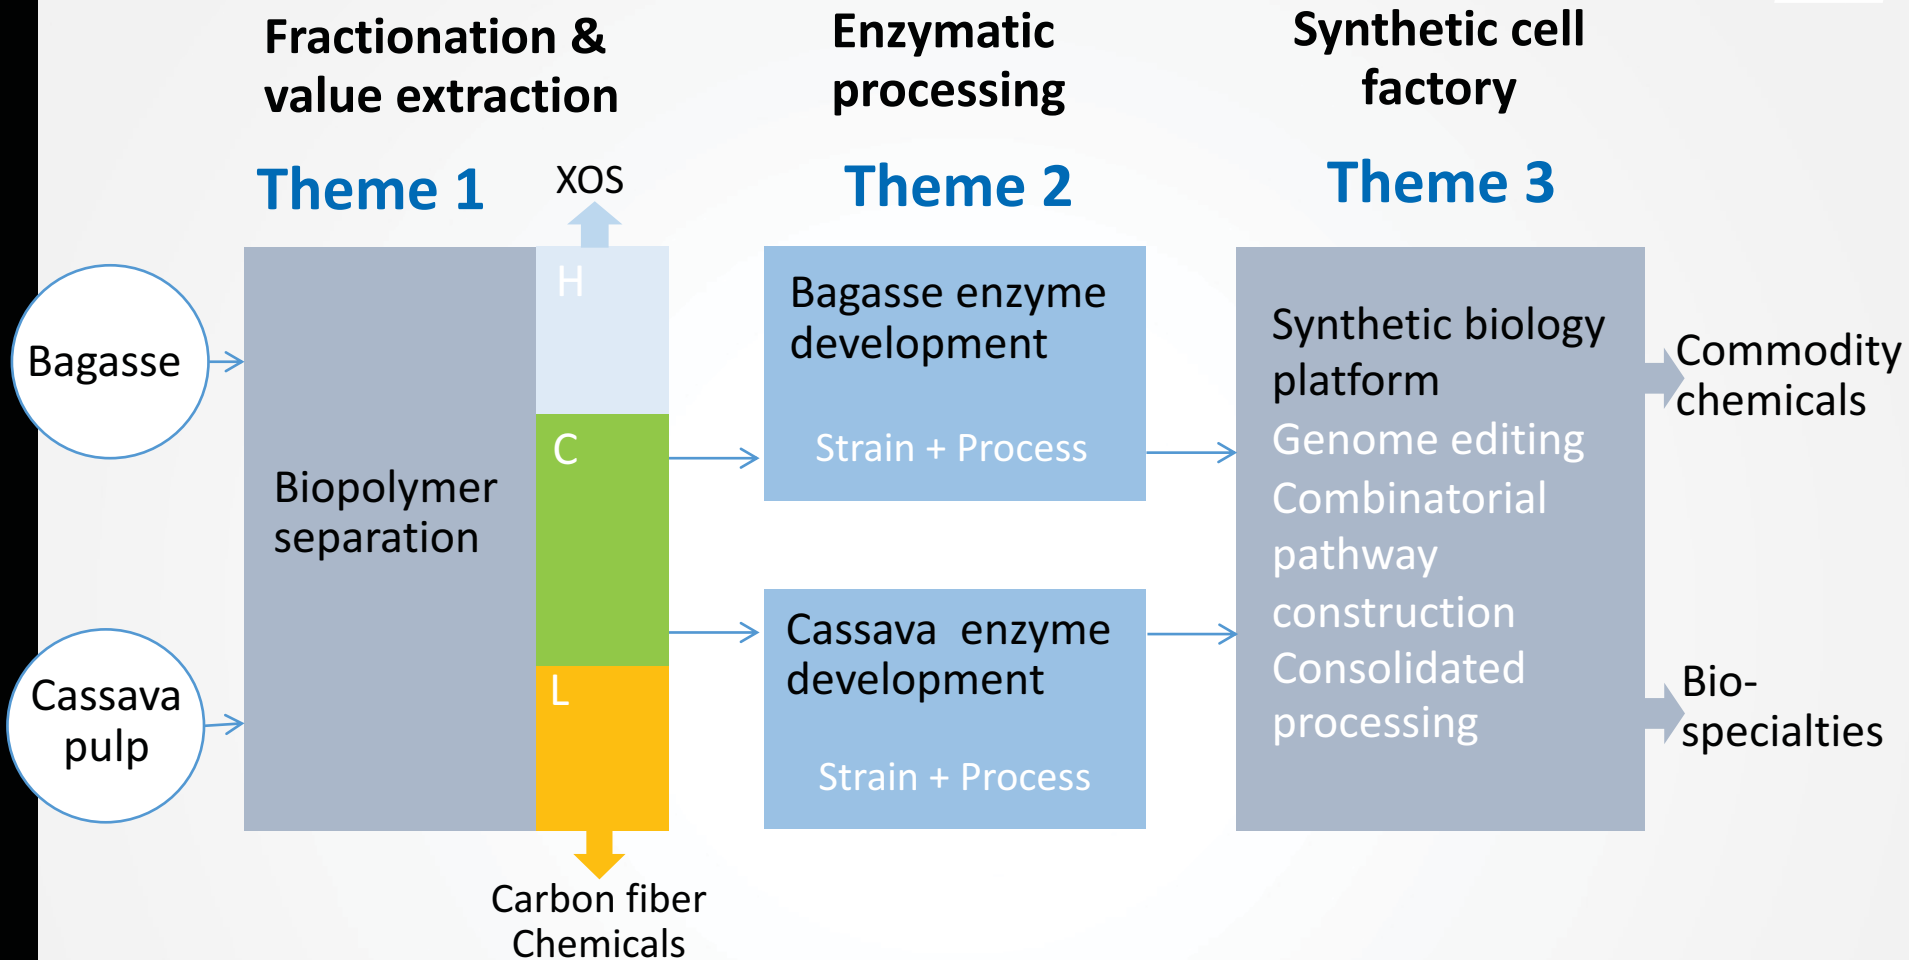 Fractionation &
value extraction
Enzymatic
processing
Synthetic cell
factory
Theme 1
XOS
Theme 2
Theme 3
Bagasse
Cassava
pulp
Biopolymer
separation
H
C
L
Carbon fiber
Chemicals
Bagasse enzyme
development
Strain + Process
Cassava enzyme
development
Strain + Process
Synthetic biology
platform
Genome editing
Combinatorial
pathway
construction
Consolidated
processing
Commodity
chemicals
Bio-
specialties